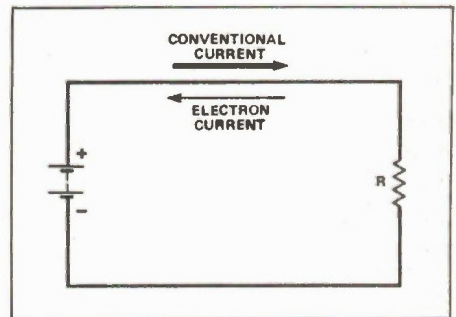 CONVENTIONAL
CURRENT
ELECTRON
CURRENT
+
R
-